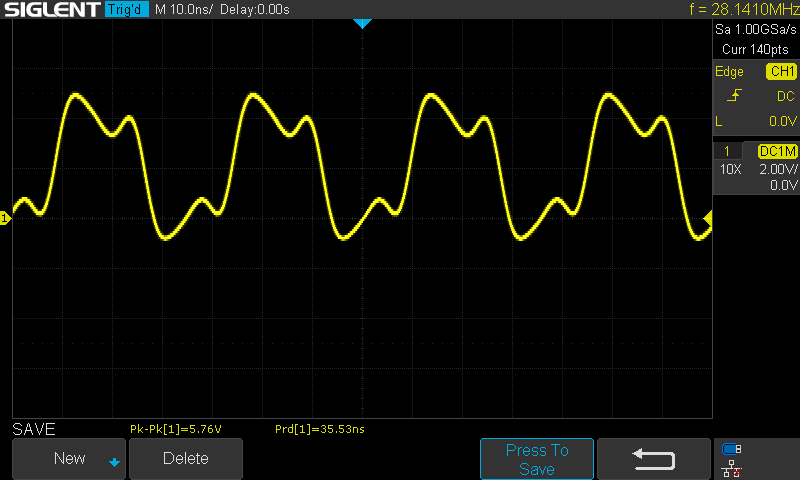 SIGLENT Trig'd M 10.0ns/ Delay:0.00s f = 28.1410MHz
Sa 1.00GSa/s
Curr 140pts
Edge CH1
DC
L 0.0V
1 DC1M
10X 2.00V/
0.0V
1
SAVE Pk-Pk[1]=5.76V Prd[1]=35.53ns
New Delete Press To
Save